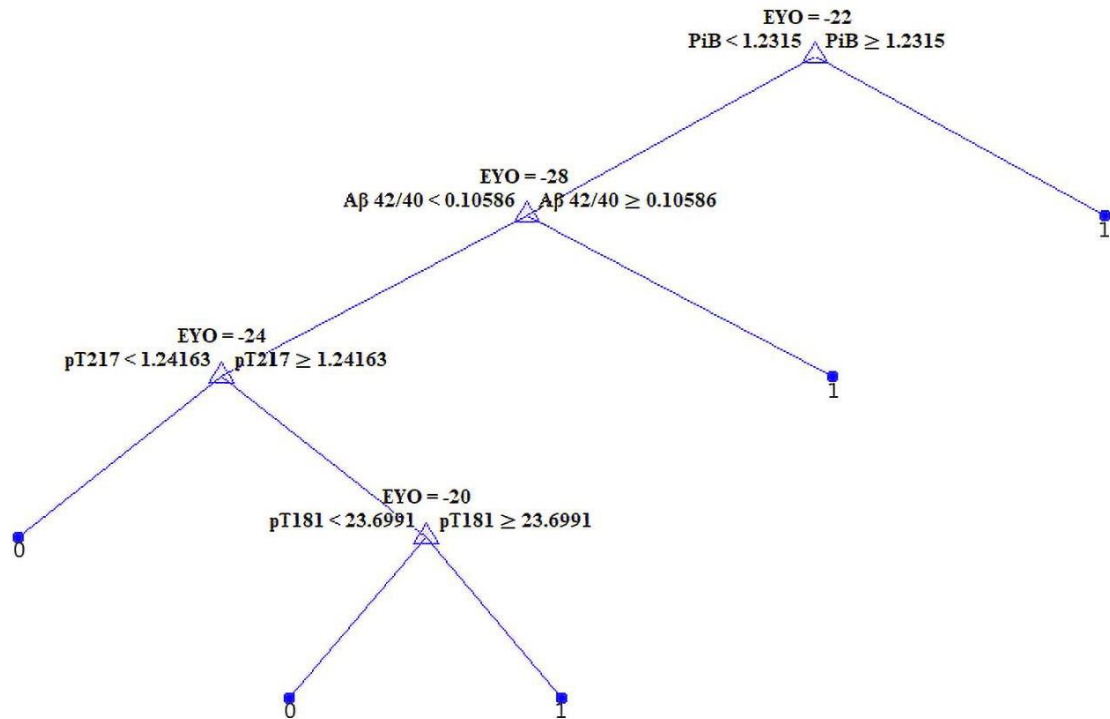 EYO = -22
PiB < 1.2315 PiB ≥ 1.2315
EYO = -28
Aβ 42/40 < 0.10586 Aβ 42/40 ≥ 0.10586
1
EYO = -24
pT217 < 1.24163 pT217 ≥ 1.24163
1
EYO = -20
pT181 < 23.6991 pT181 ≥ 23.6991
0
0
1